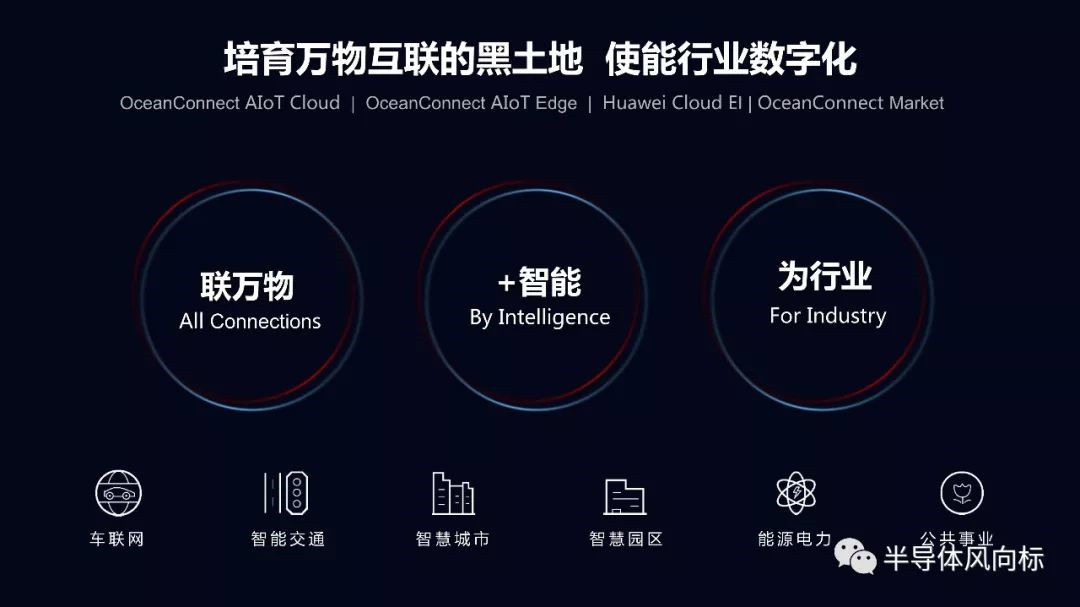 培育万物互联的黑土地 使能行业数字化
OceanConnect AIoT Cloud | OceanConnect AIoT Edge | Huawei Cloud EI | OceanConnect Market
联万物
All Connections
+智能
By Intelligence
为行业
For Industry
车联网
智能交通
智慧城市
智慧园区
能源电力
公共事业
半导体风向标